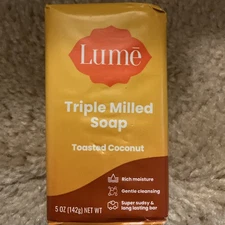 Lumē
Triple Milled
Soap
Toasted Coconut
Rich moisture
Gentle cleansing
Super sudsy &
long lasting bar
5 OZ (142g) NET WT